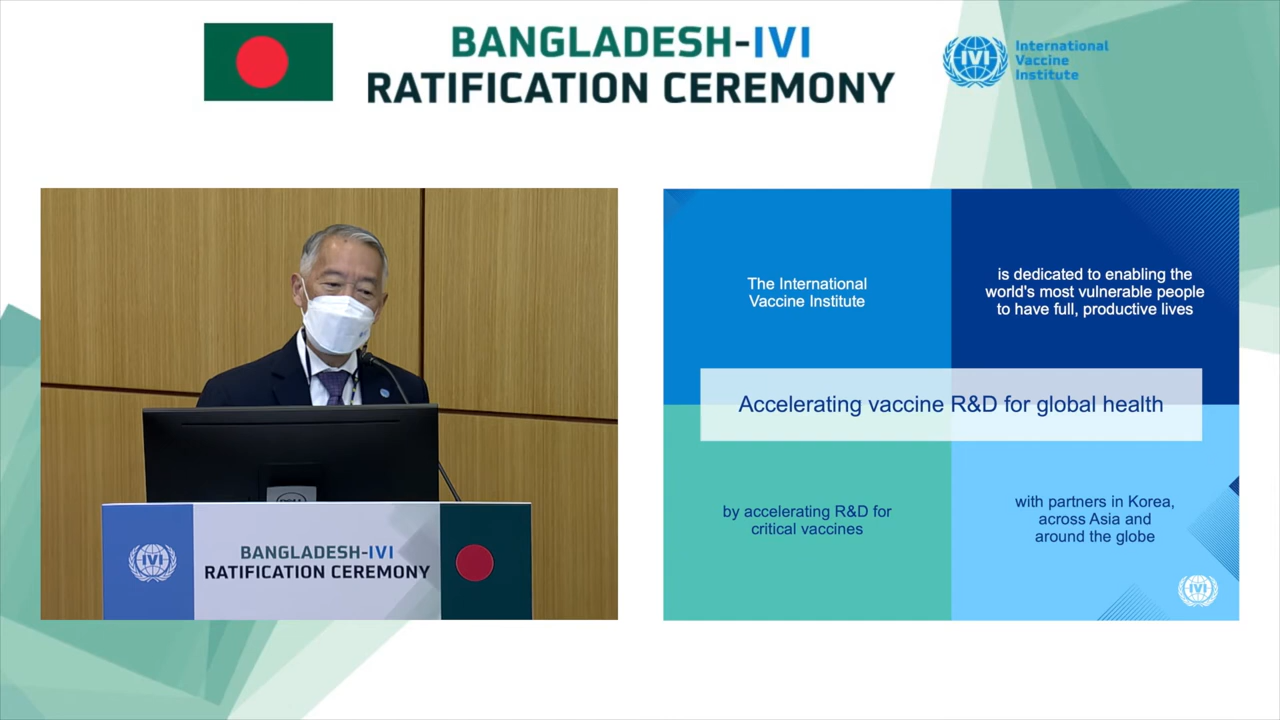 BANGLADESH-IVI
RATIFICATION CEREMONY
IVI
International
Vaccine
Institute
The International
Vaccine Institute
is dedicated to enabling the
world's most vulnerable people
to have full, productive lives
Accelerating vaccine R&D for global health
by accelerating R&D for
critical vaccines
with partners in Korea,
across Asia and
around the globe
IVI
IVI
BANGLADESH-IVI
RATIFICATION CEREMONY